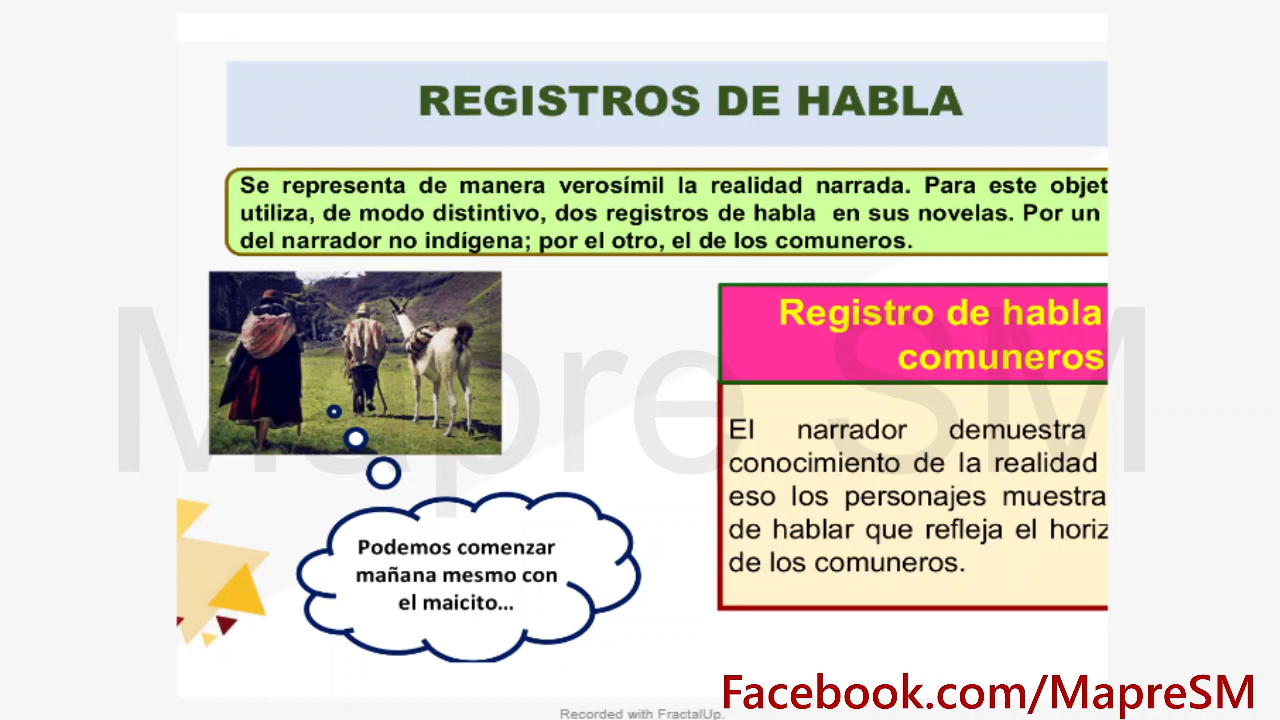 REGISTROS DE HABLA
Se representa de manera verosímil la realidad narrada. Para este objet
utiliza, de modo distintivo, dos registros de habla en sus novelas. Por un
del narrador no indígena; por el otro, el de los comuneros.
Registro de habla
comuneros
El narrador demuestra
conocimiento de la realidad
eso los personajes muestra
de hablar que refleja el horiz
de los comuneros.
Podemos comenzar
mañana mesmo con
el maicito...
Mapre SM
Facebook.com/MapreSM
Recorded with FractalUp.